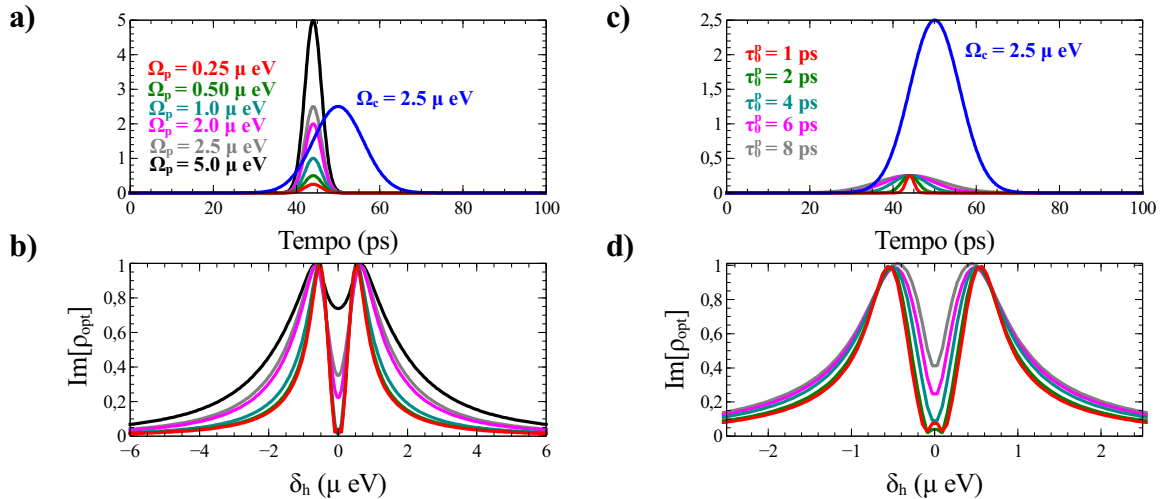 a)
5
4
3
2
1
0
Ωp = 0.25 μ eV
Ωp = 0.50 μ eV
Ωp = 1.0 μ eV
Ωp = 2.0 μ eV
Ωp = 2.5 μ eV
Ωp = 5.0 μ eV
Ωc = 2.5 μ eV
0 20 40 60 80 100
Tempo (ps)
c)
2,5
2
1,5
1
0,5
0
τ0p = 1 ps
τ0p = 2 ps
τ0p = 4 ps
τ0p = 6 ps
τ0p = 8 ps
Ωc = 2.5 μ eV
0 20 40 60 80 100
Tempo (ps)
b)
Im[ρopt]
1
0,8
0,6
0,4
0,2
0
−6 −4 −2 0 2 4 6
δh (μ eV)
d)
Im[ρopt]
1
0,8
0,6
0,4
0,2
0
−2 −1 0 1 2
δh (μ eV)